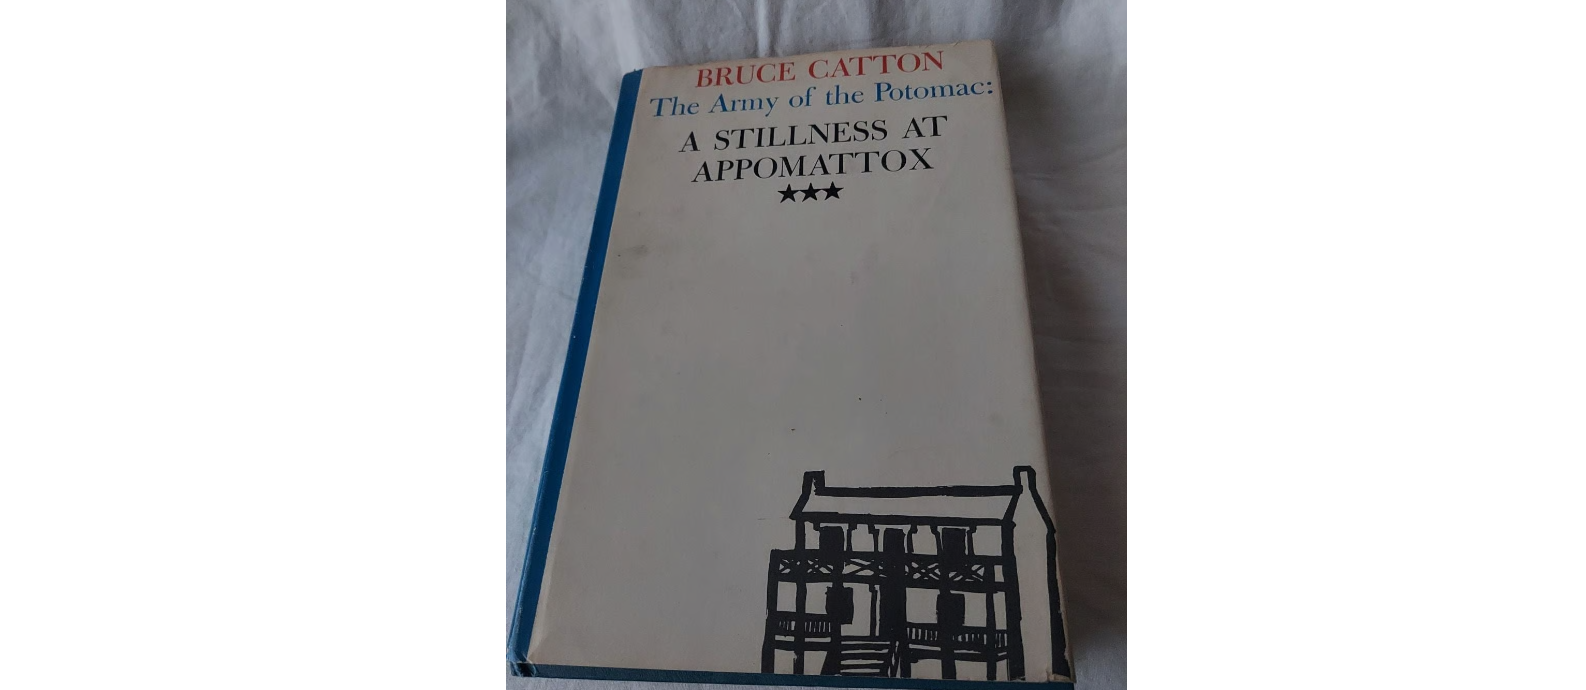 BRUCE CATTON
The Army of the Potomac:
A STILLNESS AT
APPOMATTOX
★★★